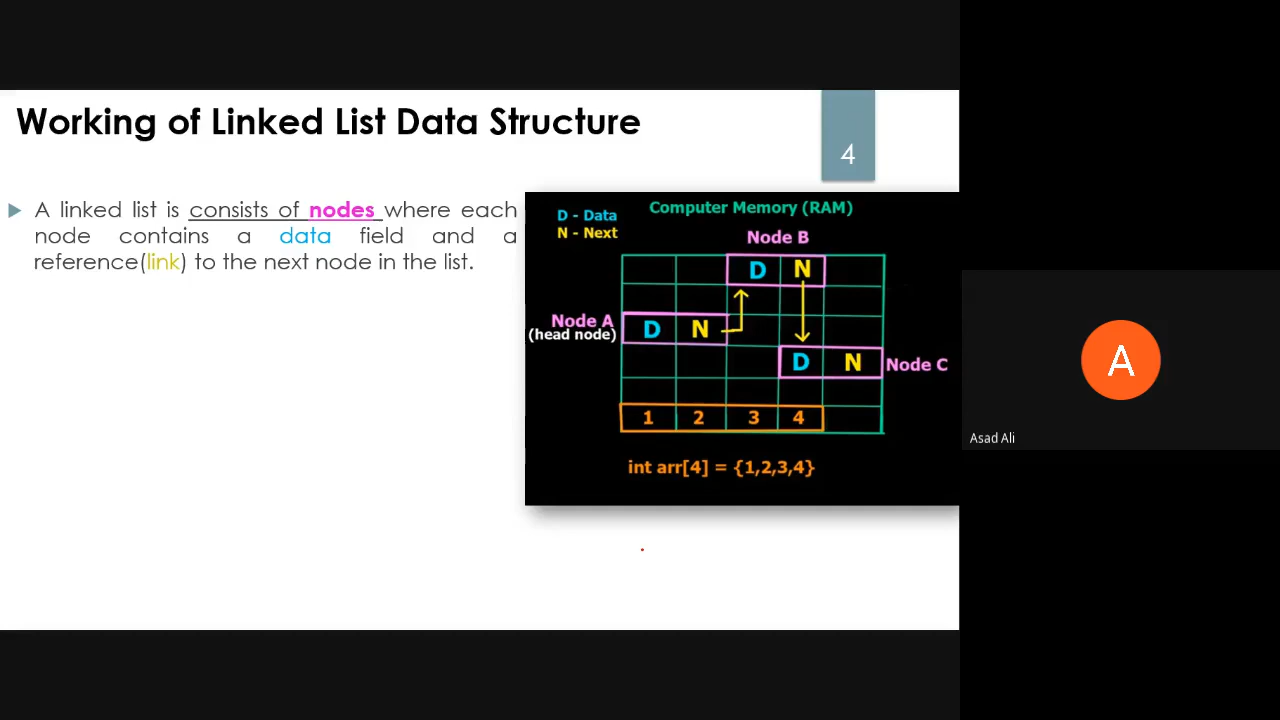 Working of Linked List Data Structure
4
A linked list is consists of nodes where each
node contains a data field and a
reference(link) to the next node in the list.
D - Data
N - Next
Computer Memory (RAM)
Node B
D N
Node A
(head node)
D N
D N
Node C
1 2 3 4
int arr[4] = {1,2,3,4}
A
Asad Ali